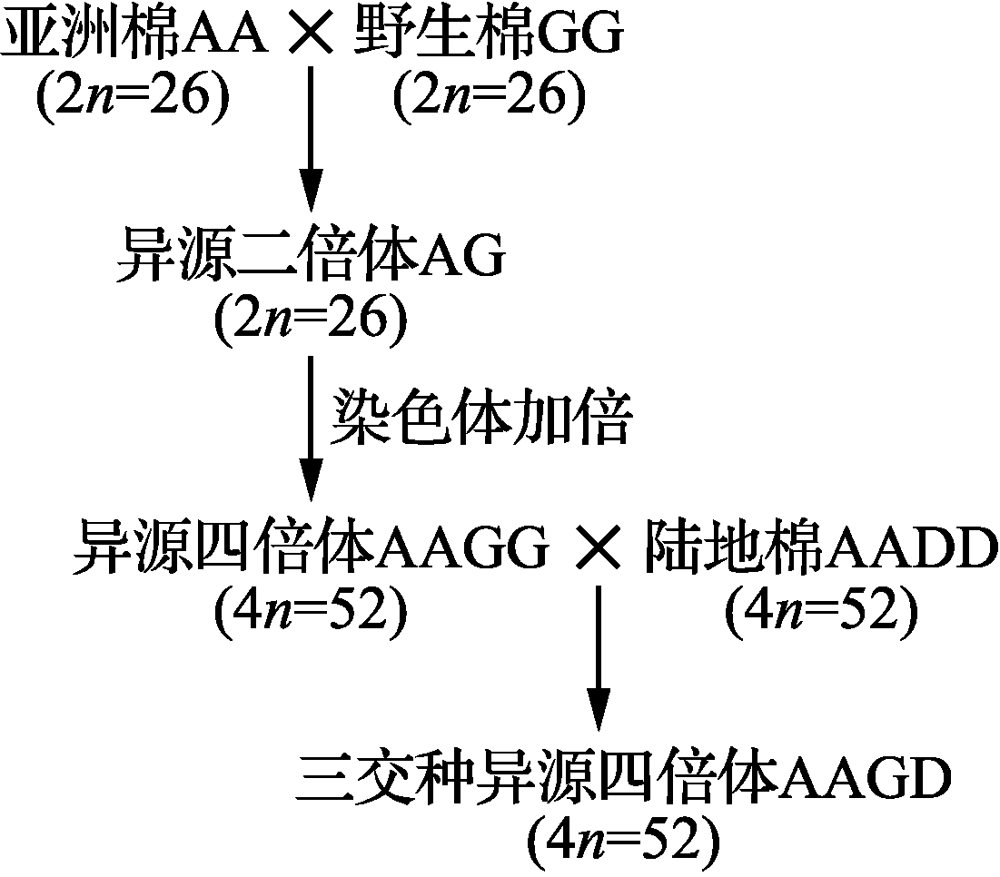 亚洲棉AA × 野生棉GG
(2n=26) (2n=26)
异源二倍体AG
(2n=26)
染色体加倍
异源四倍体AAGG × 陆地棉AADD
(4n=52) (4n=52)
三交种异源四倍体AAGD
(4n=52)